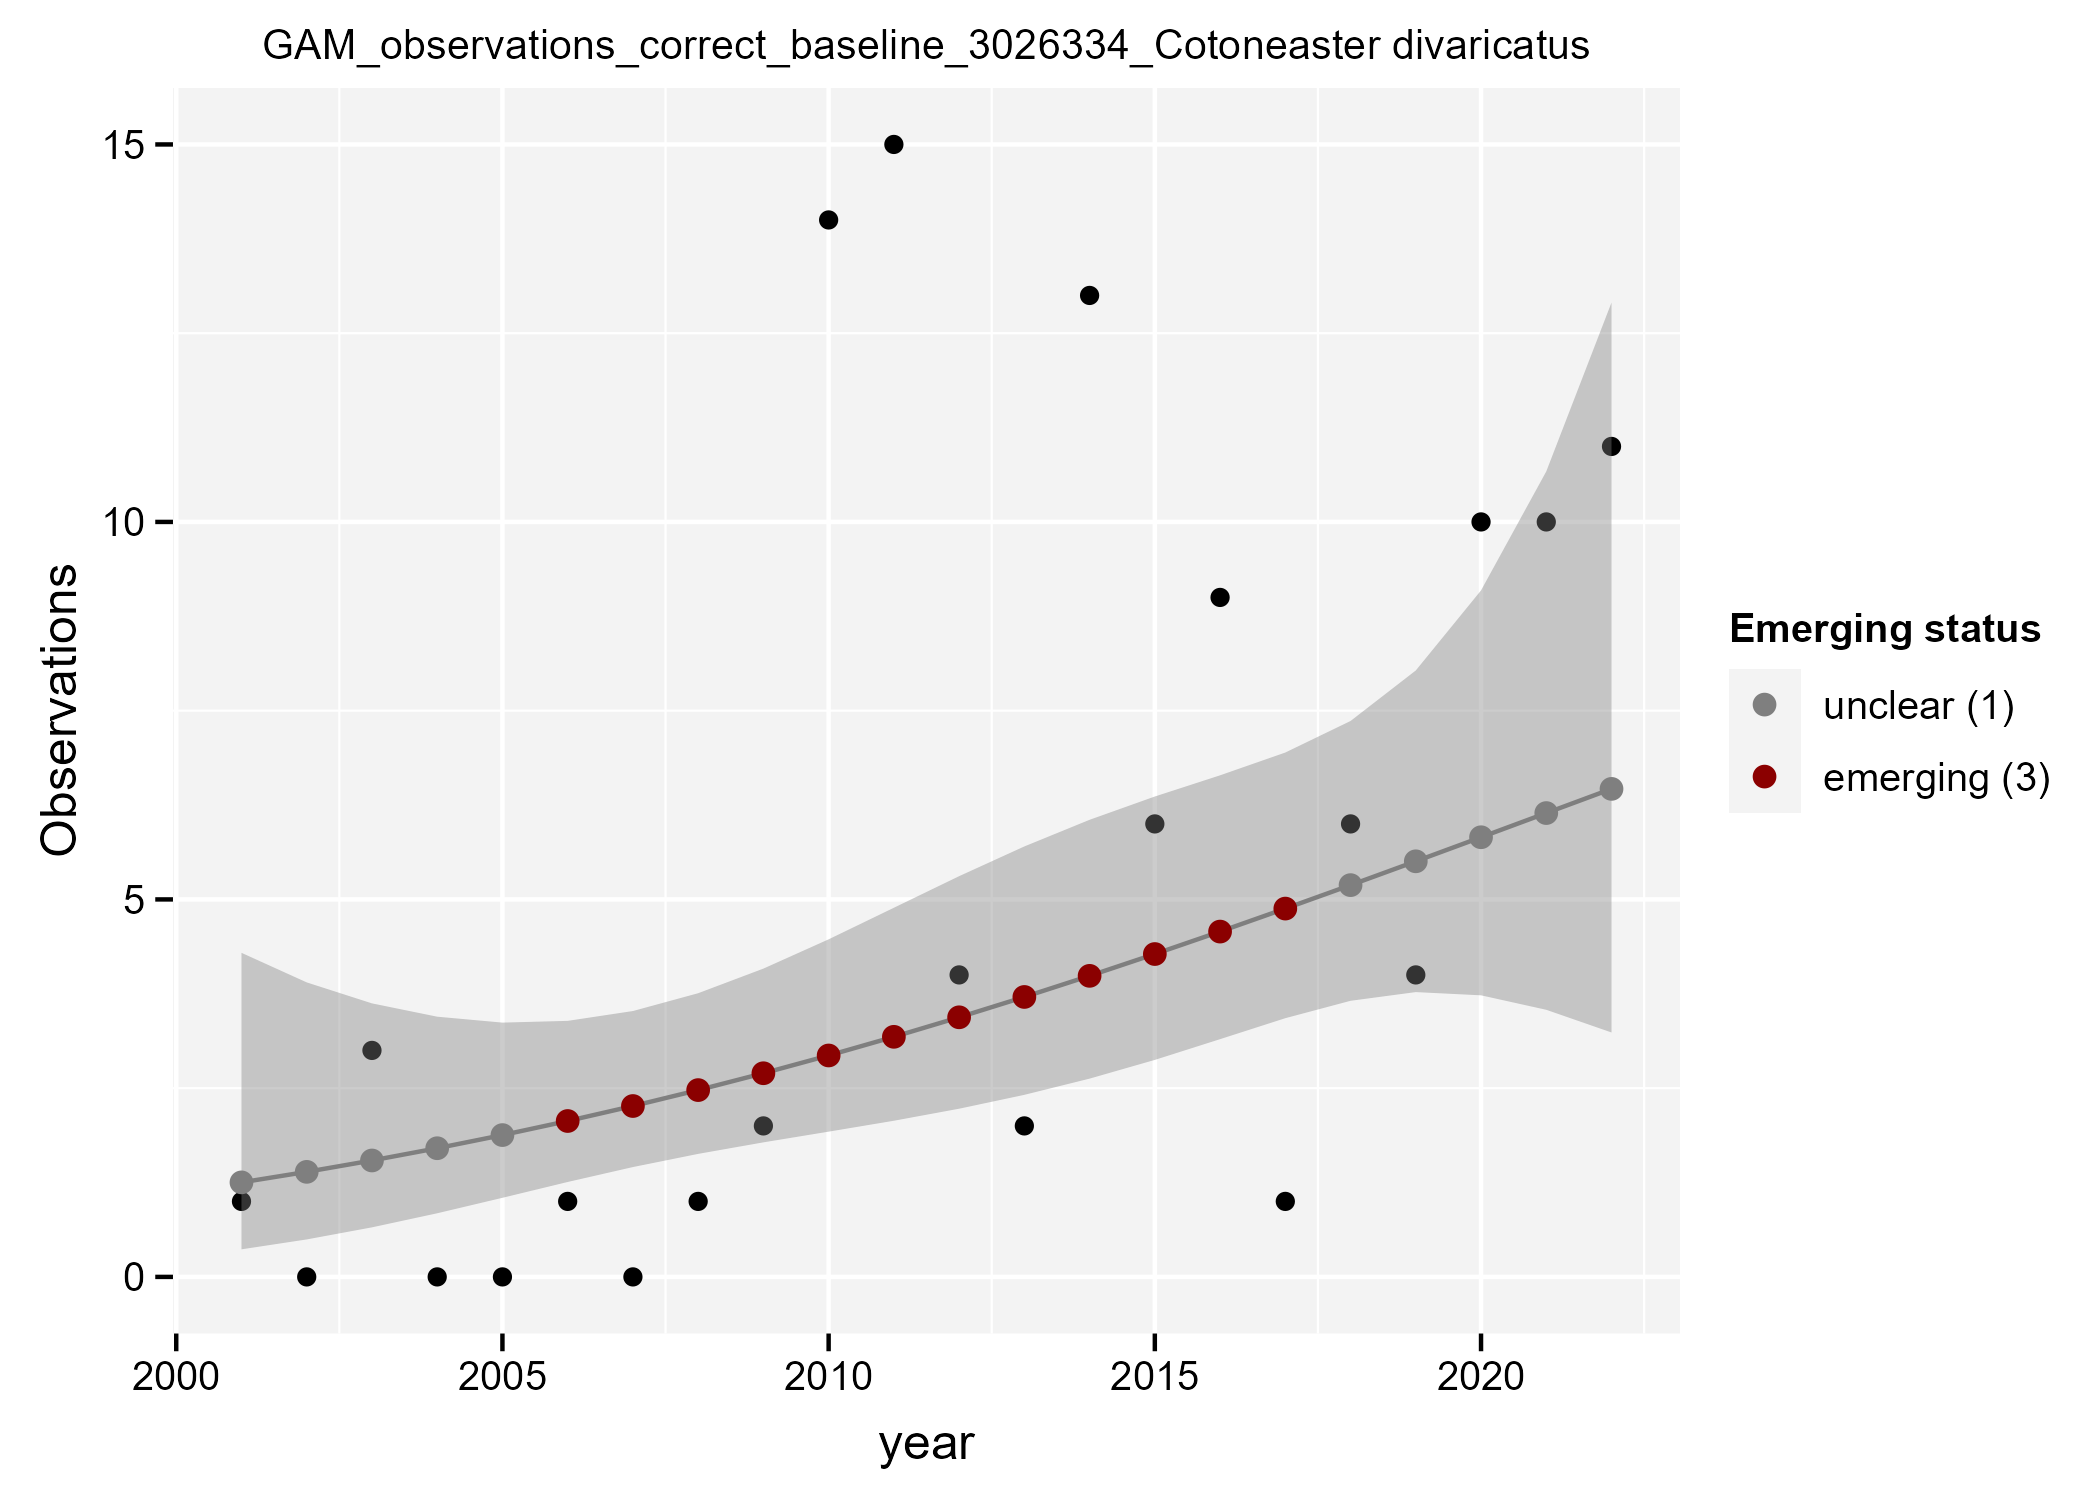 GAM_observations_correct_baseline_3026334_Cotoneaster divaricatus
15
10
5
0
Observations
2000 2005 2010 2015 2020
year
Emerging status
unclear (1)
emerging (3)